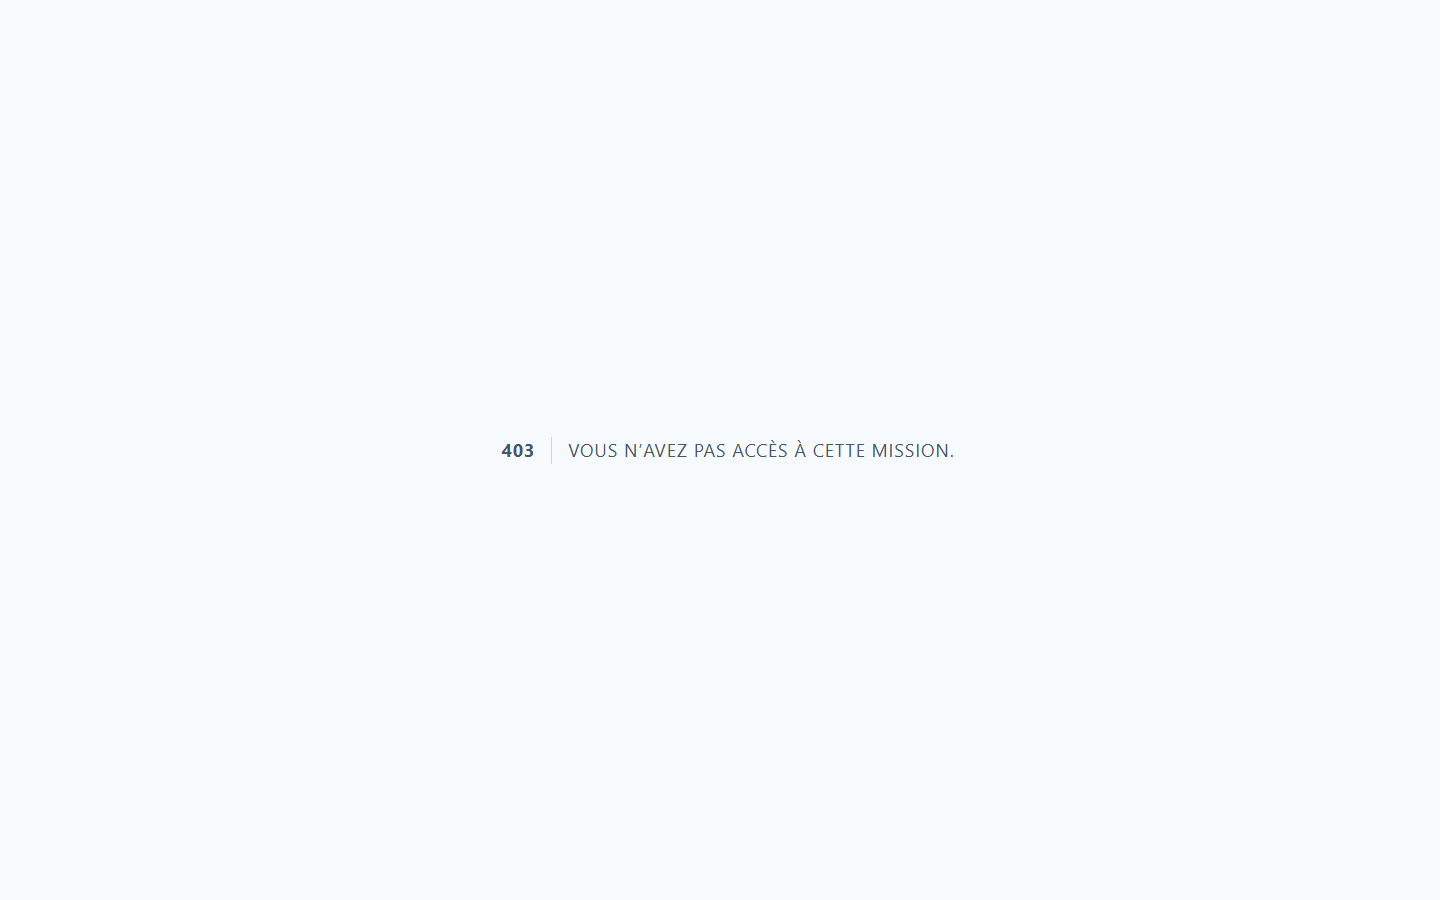 403 VOUS N’AVEZ PAS ACCÈS À CETTE MISSION.